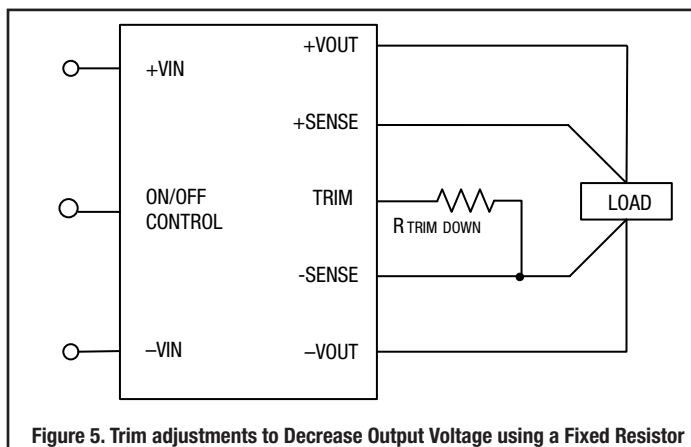 +VOUT
+VIN
+SENSE
ON/OFF
CONTROL
TRIM
R TRIM DOWN
LOAD
-SENSE
–VIN
–VOUT
Figure 5. Trim adjustments to Decrease Output Voltage using a Fixed Resistor